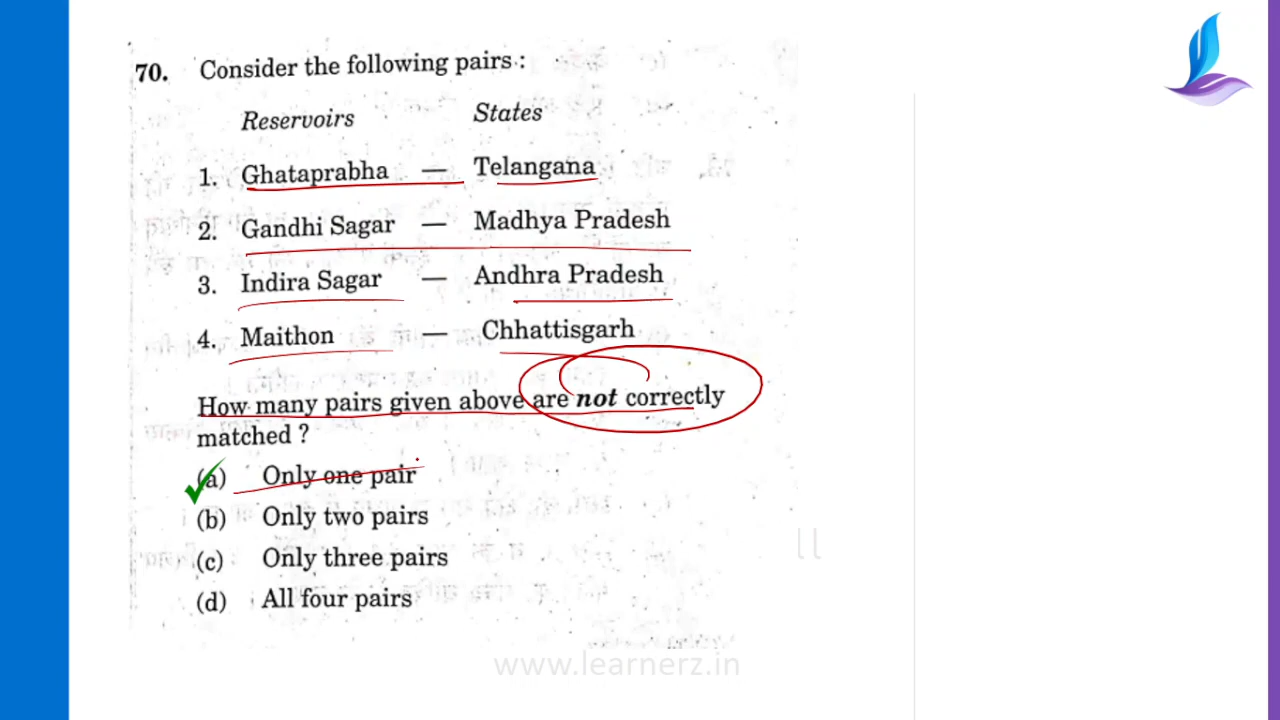 70. Consider the following pairs :
Reservoirs States
1. Ghataprabha — Telangana
2. Gandhi Sagar — Madhya Pradesh
3. Indira Sagar — Andhra Pradesh
4. Maithon — Chhattisgarh
How many pairs given above are not correctly
matched ?
(a) Only one pair
(b) Only two pairs
(c) Only three pairs
(d) All four pairs
www.learnerz.in